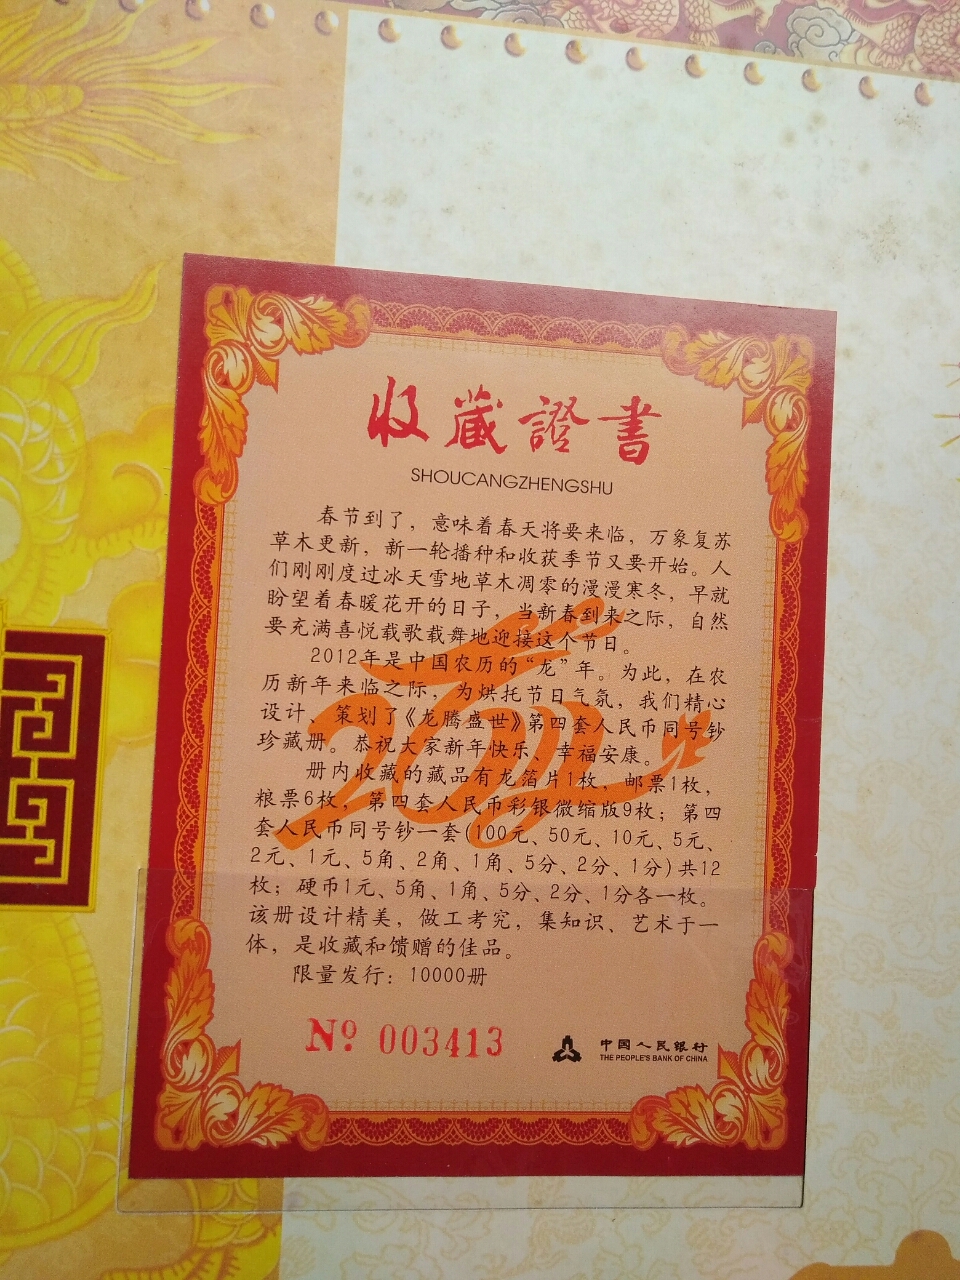 收藏證書
SHOUCANGZHENGSHU
春节到了，意味着春天将要来临，万象复苏
草木更新，新一轮播种和收获季节又要开始。人
们刚刚度过冰天雪地草木凋零的漫漫寒冬，早就
盼望着春暖花开的日子，当新春到来之际，自然
要充满喜悦载歌载舞地迎接这个节日。
2012年是中国农历的“龙”年。为此，在农
历新年来临之际，为烘托节日气氛，我们精心
设计、策划了《龙腾盛世》第四套人民币同号钞
珍藏册。恭祝大家新年快乐、幸福安康。
册内收藏的藏品有龙箔片1枚，邮票1枚，
粮票6枚，第四套人民币彩银微缩版9枚；第四
套人民币同号钞一套(100元、50元、10元、5元、
2元、1元、5角、2角、1角、5分、2分、1分)共12
枚；硬币1元、5角、1角、5分、2分、1分各一枚。
该册设计精美，做工考究，集知识、艺术于一
体，是收藏和馈赠的佳品。
限量发行：10000册
Nº 003413
中国人民银行
THE PEOPLE'S BANK OF CHINA